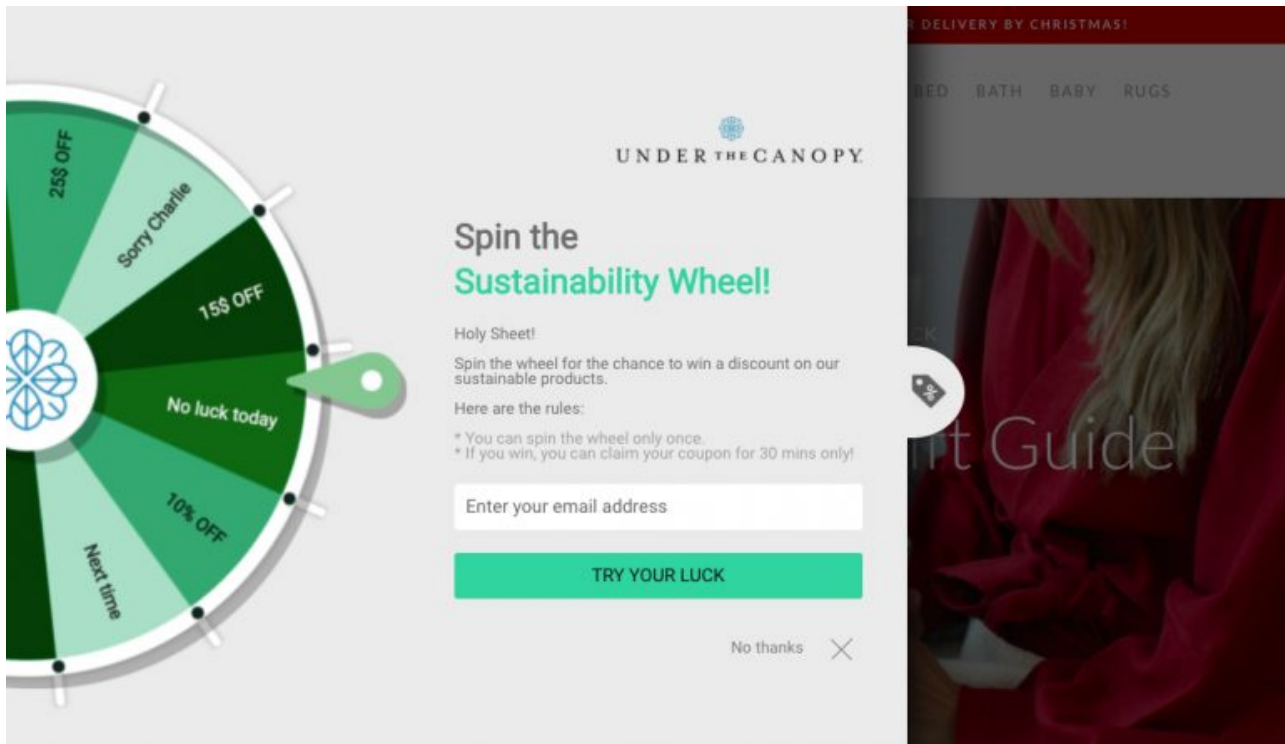 R DELIVERY BY CHRISTMAS!
BED BATH BABY RUGS
25$ OFF
Sorry Charlie
15$ OFF
No luck today
10% OFF
Next time
UNDER THE CANOPY
Spin the
Sustainability Wheel!
Holy Sheet!
Spin the wheel for the chance to win a discount on our
sustainable products.
Here are the rules:
* You can spin the wheel only once.
* If you win, you can claim your coupon for 30 mins only!
Enter your email address
TRY YOUR LUCK
No thanks
CK
%
ft Guide